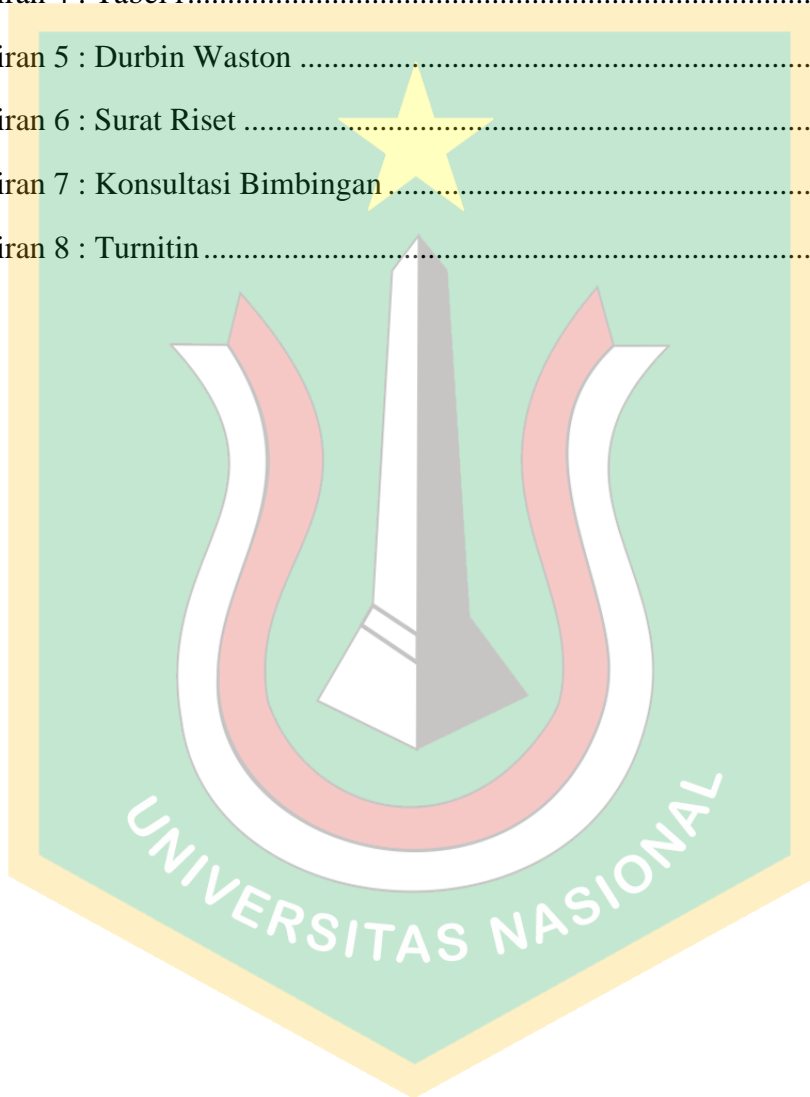 iran 5 : Durbin Waston ................................................................
iran 6 : Surat Riset .......................................................................
iran 7 : Konsultasi Bimbingan .....................................................
iran 8 : Turnitin ............................................................................
UNIVERSITAS NASIONAL